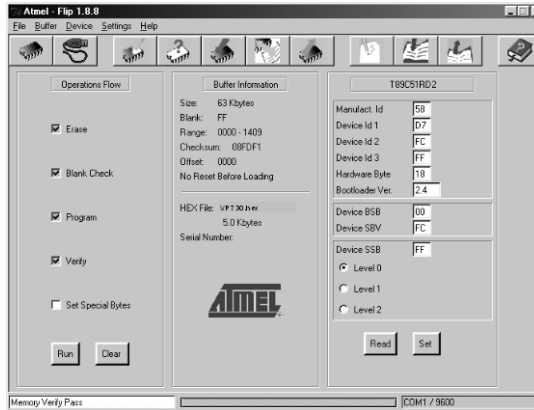 Atmel - Flip 1.8.8
File Buffer Device Settings Help
Operations Flow
Erase
Blank Check
Program
Verify
Set Special Bytes
Run Clear
Buffer Information
Size: 63 Kbytes
Blank: FF
Range: 0000 - 1409
Checksum: 08FDF1
Offset: 0000
No Reset Before Loading
HEX File: VPT30.hex
5.0 Kbytes
Serial Number:
ATMEL
T89C51RD2
Manufact. Id 58
Device Id 1 D7
Device Id 2 FC
Device Id 3 FF
Hardware Byte 18
Bootloader Ver. 2.4
Device BSB 00
Device SBV FC
Device SSB FF
Level 0
Level 1
Level 2
Read Set
Memory Verify Pass
COM1 / 9600